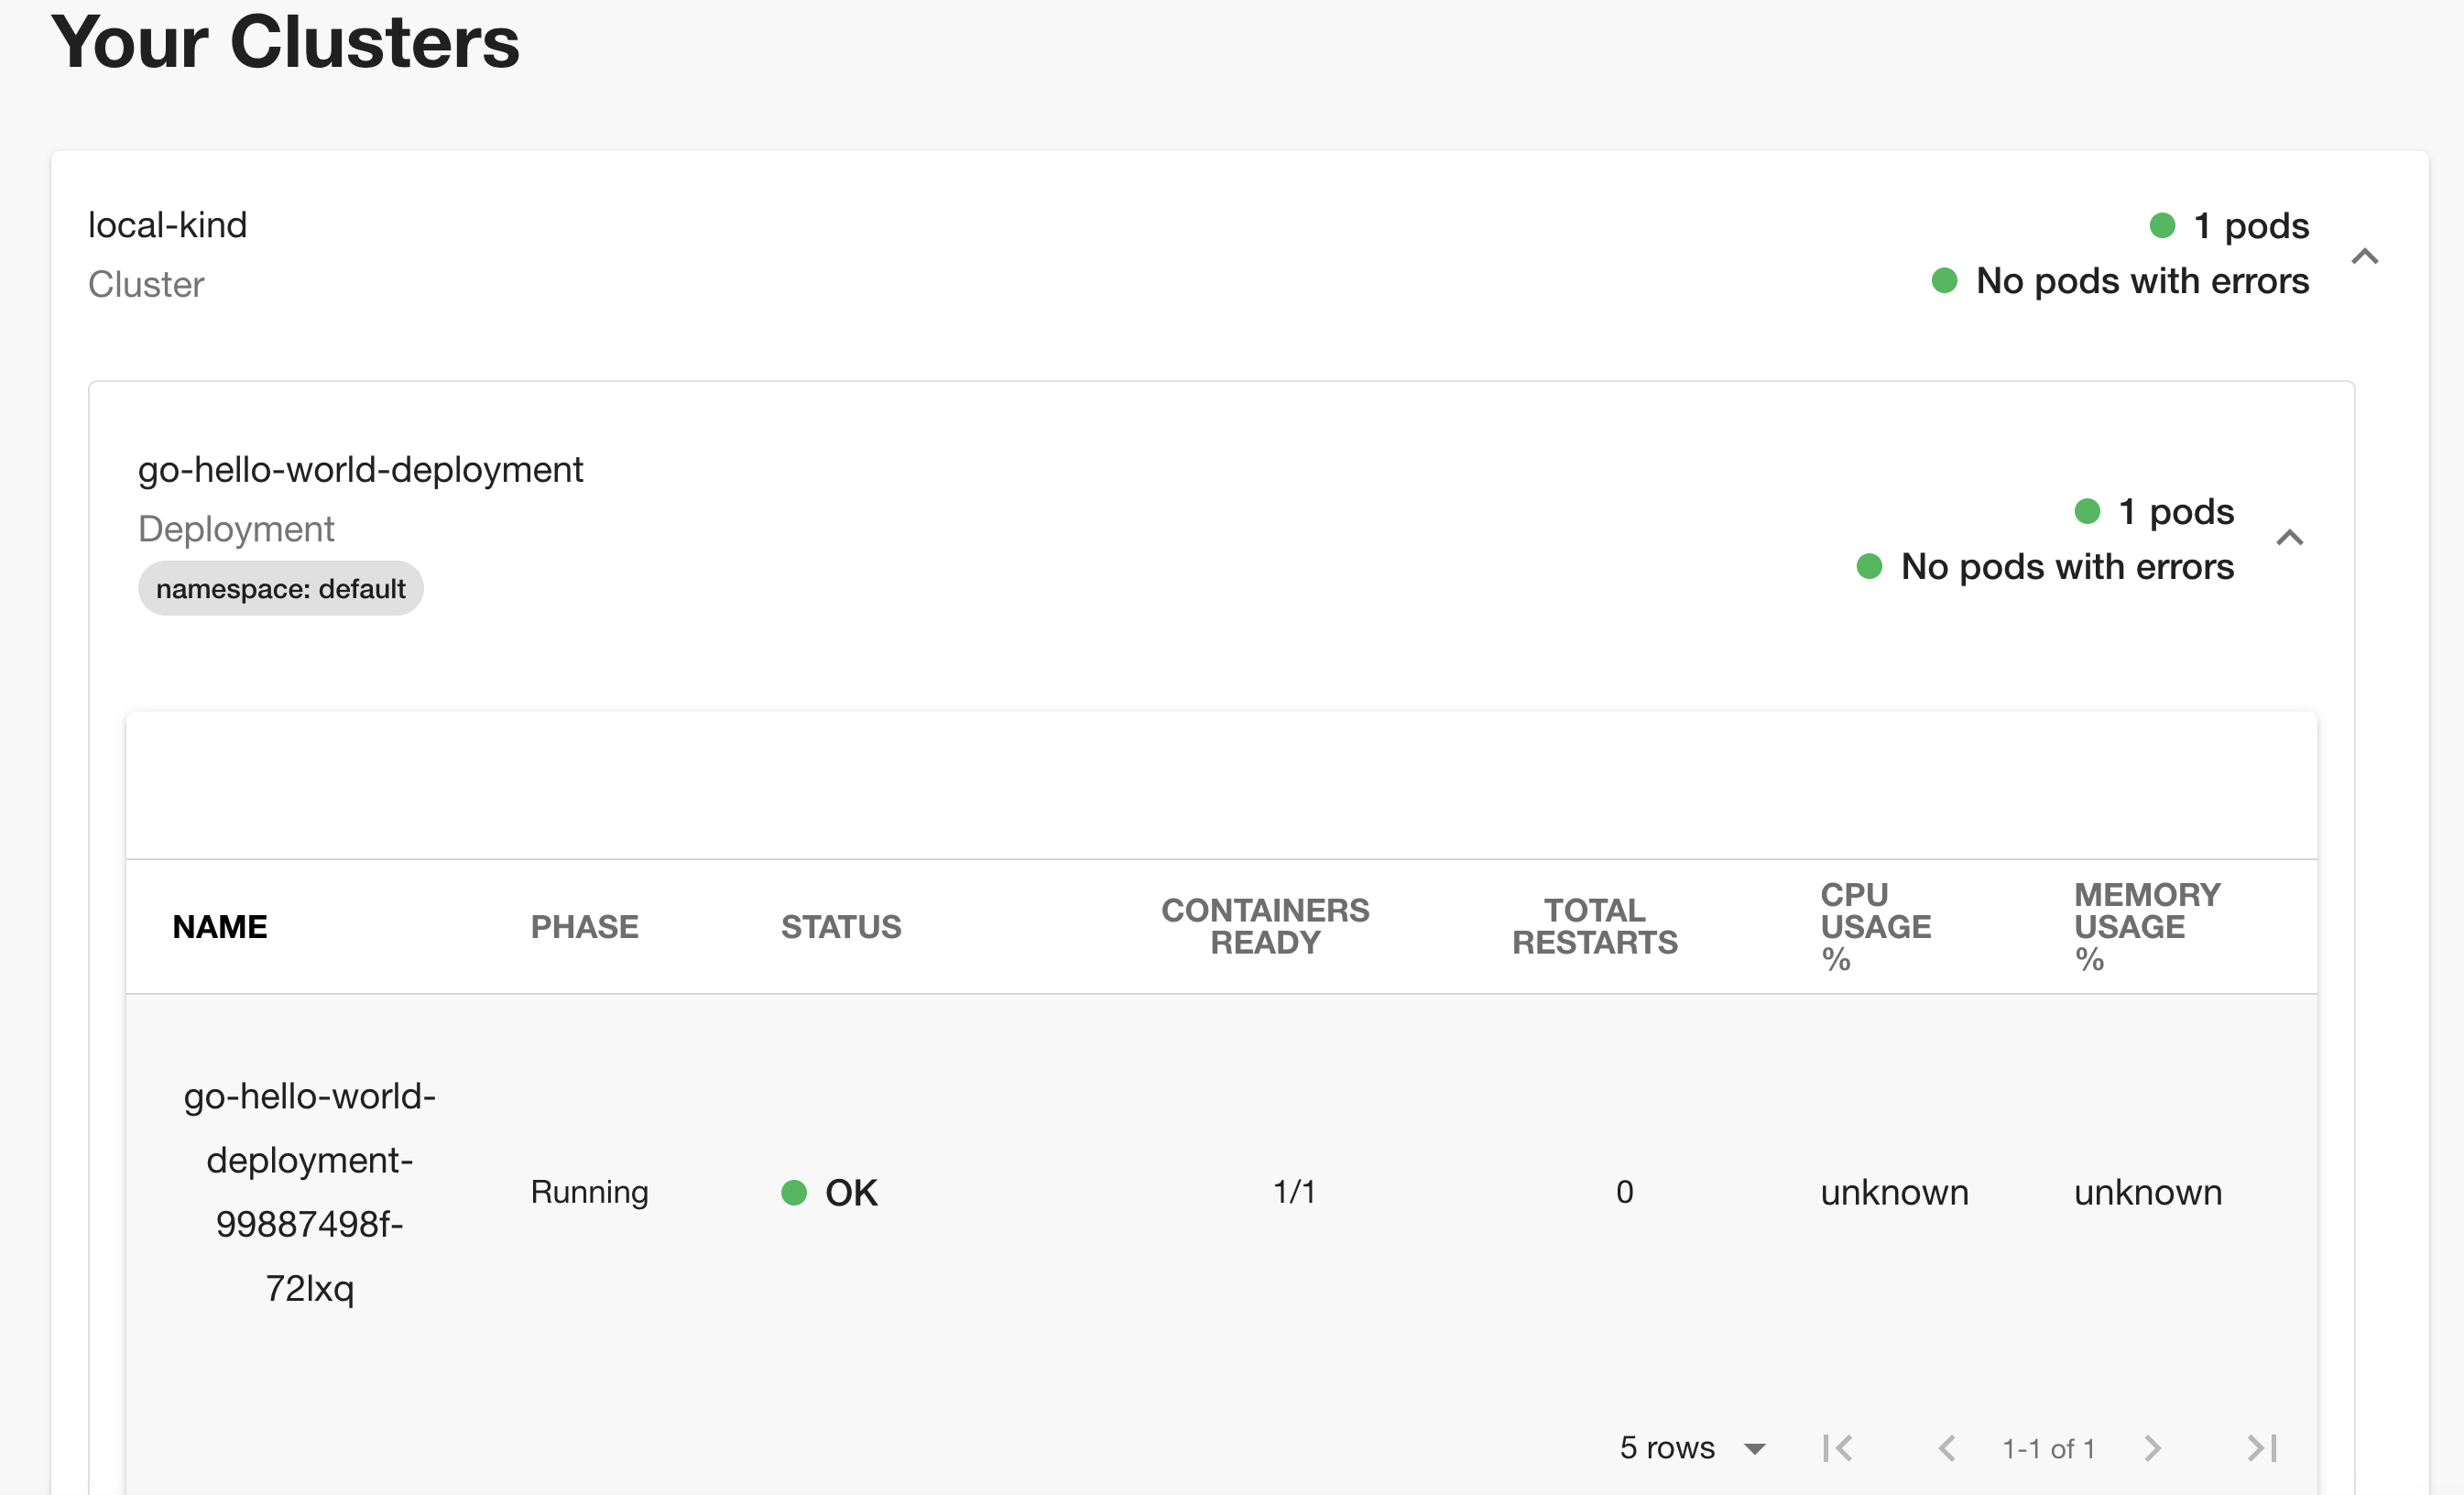 Your Clusters
local-kind
1 pods
Cluster
No pods with errors
go-hello-world-deployment
1 pods
Deployment
No pods with errors
namespace: default
NAME
PHASE
STATUS
CONTAINERS
READY
TOTAL
RESTARTS
CPU
USAGE
%
MEMORY
USAGE
%
go-hello-world-
deployment-
99887498f-
72lxq
Running
OK
1/1
0
unknown
unknown
5 rows
1-1 of 1